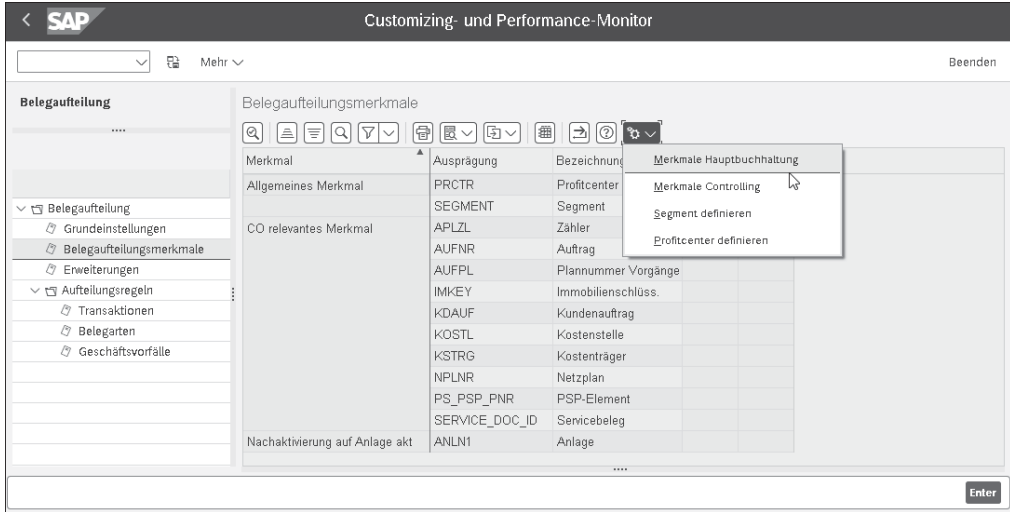 SAP Customizing- und Performance-Monitor
Mehr Beenden
Belegaufteilung
Belegaufteilung
Grundeinstellungen
Belegaufteilungsmerkmale
Erweiterungen
Aufteilungsregeln
Transaktionen
Belegarten
Geschäftsvorfälle
Belegaufteilungsmerkmale
Merkmal Ausprägung Bezeichnung
Allgemeines Merkmal PRCTR Profitcenter
SEGMENT Segment
CO relevantes Merkmal APLZL Zähler
AUFNR Auftrag
AUFPL Plannummer Vorgänge
IMKEY Immobilienschlüss.
KDAUF Kundenauftrag
KOSTL Kostenstelle
KSTRG Kostenträger
NPLNR Netzplan
PS_PSP_PNR PSP-Element
SERVICE_DOC_ID Servicebeleg
Nachaktivierung auf Anlage akt ANLN1 Anlage
Merkmale Hauptbuchhaltung
Merkmale Controlling
Segment definieren
Profitcenter definieren
Enter